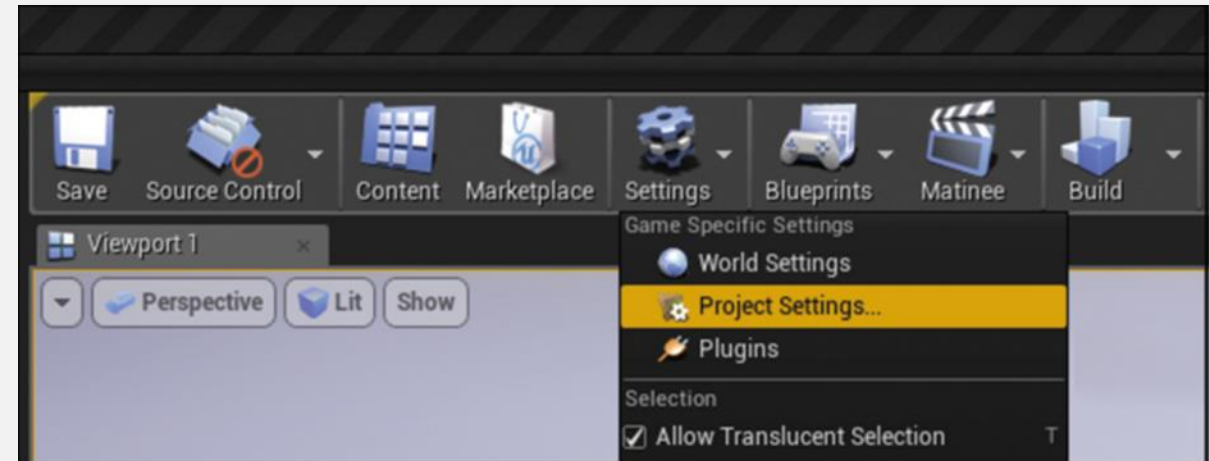 Save Source Control Content Marketplace Settings Blueprints Matinee Build
Viewport 1
Game Specific Settings
World Settings
Perspective Lit Show
Project Settings...
Plugins
Selection
Allow Translucent Selection T